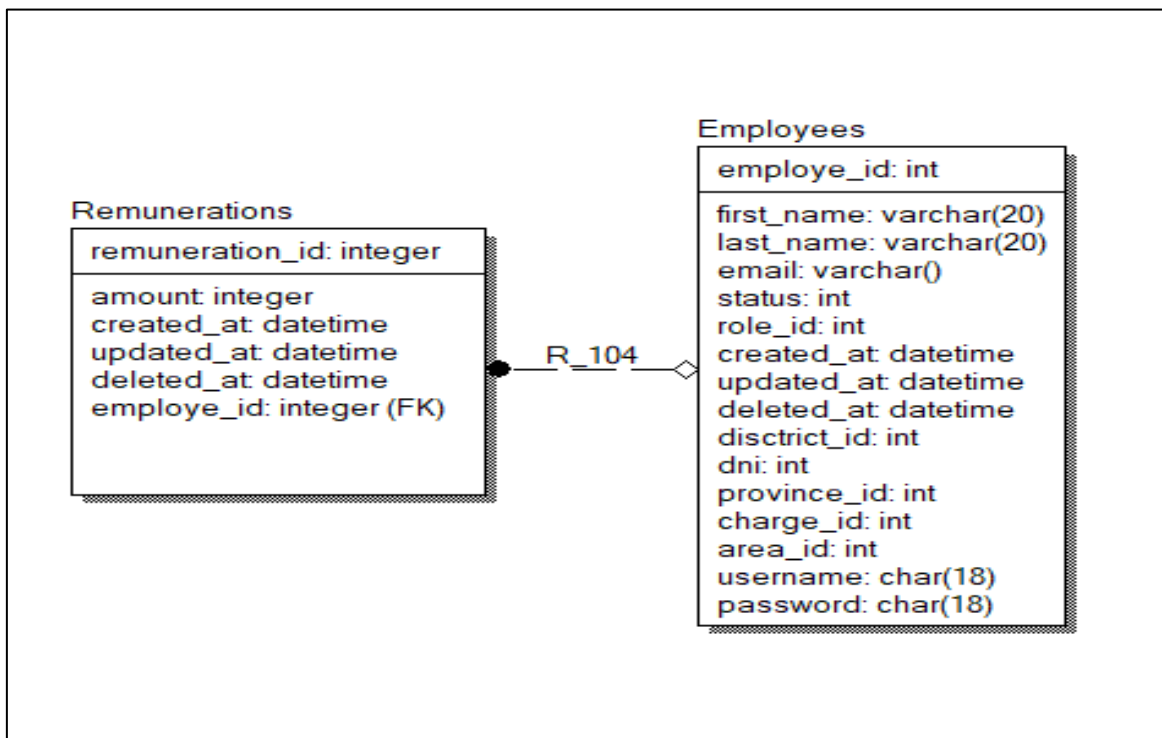 Remunerations
remuneration_id: integer
amount: integer
created_at: datetime
updated_at: datetime
deleted_at: datetime
employe_id: integer (FK)
R_104
Employees
employe_id: int
first_name: varchar(20)
last_name: varchar(20)
email: varchar()
status: int
role_id: int
created_at: datetime
updated_at: datetime
deleted_at: datetime
disctrict_id: int
dni: int
province_id: int
charge_id: int
area_id: int
username: char(18)
password: char(18)